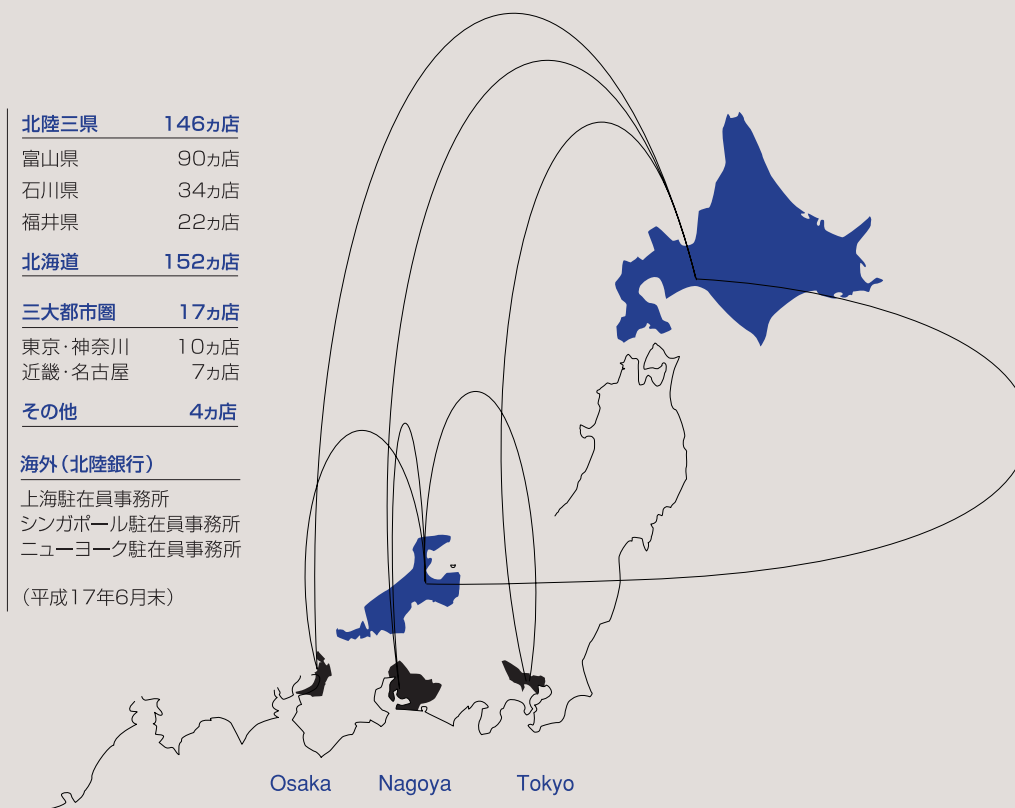 北陸三県 146ヵ店
富山県 90ヵ店
石川県 34ヵ店
福井県 22ヵ店
北海道 152ヵ店
三大都市圏 17ヵ店
東京・神奈川 10ヵ店
近畿・名古屋 7ヵ店
その他 4ヵ店
海外（北陸銀行）
上海駐在員事務所
シンガポール駐在員事務所
ニューヨーク駐在員事務所
（平成17年6月末）
Osaka Nagoya Tokyo